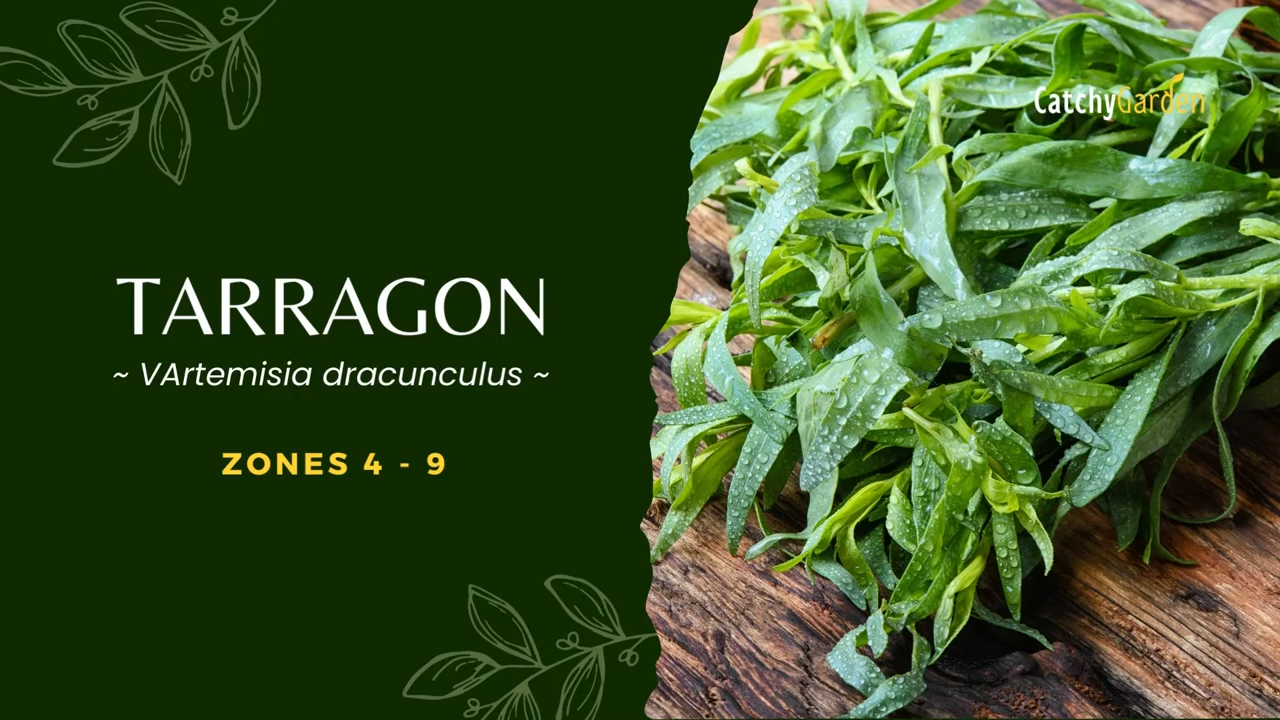 TARRAGON
~ VArtemisia dracunculus ~
ZONES 4 - 9
CatchyGarden